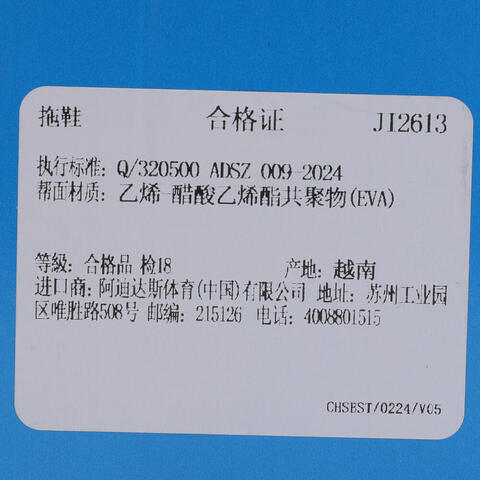 拖鞋 合格证 JI2613
执行标准: Q/320500 ADSZ 009-2024
帮面材质: 乙烯-醋酸乙烯酯共聚物(EVA)
等级: 合格品 检18 产地: 越南
进口商: 阿迪达斯体育(中国)有限公司 地址: 苏州工业园
区唯胜路508号 邮编: 215126 电话: 4008801515
CHSBST/0224/V05